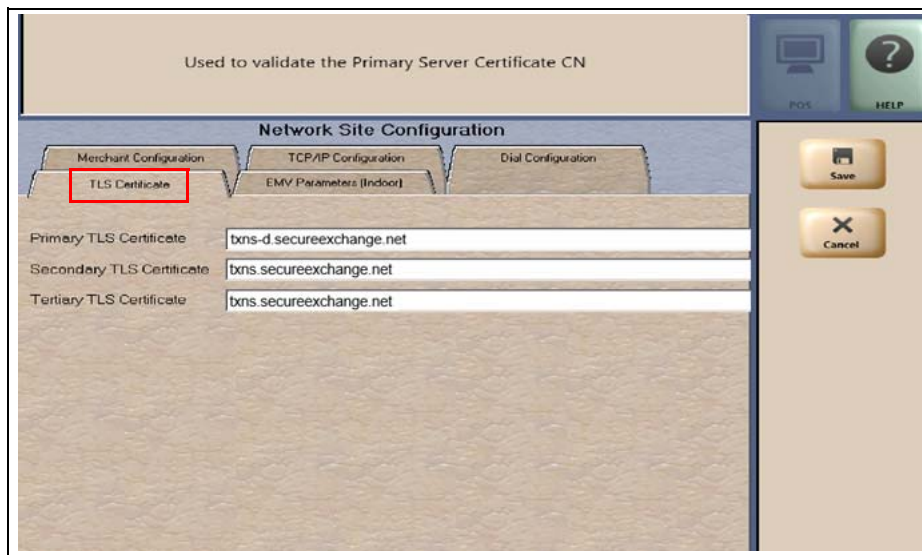 Used to validate the Primary Server Certificate CN
POS
HELP
Network Site Configuration
Merchant Configuration
TCP/IP Configuration
Dial Configuration
TLS Certificate
EMV Parameters (Indoor)
Save
Cancel
Primary TLS Certificate txns-d.secureexchange.net
Secondary TLS Certificate txns.secureexchange.net
Tertiary TLS Certificate txns.secureexchange.net